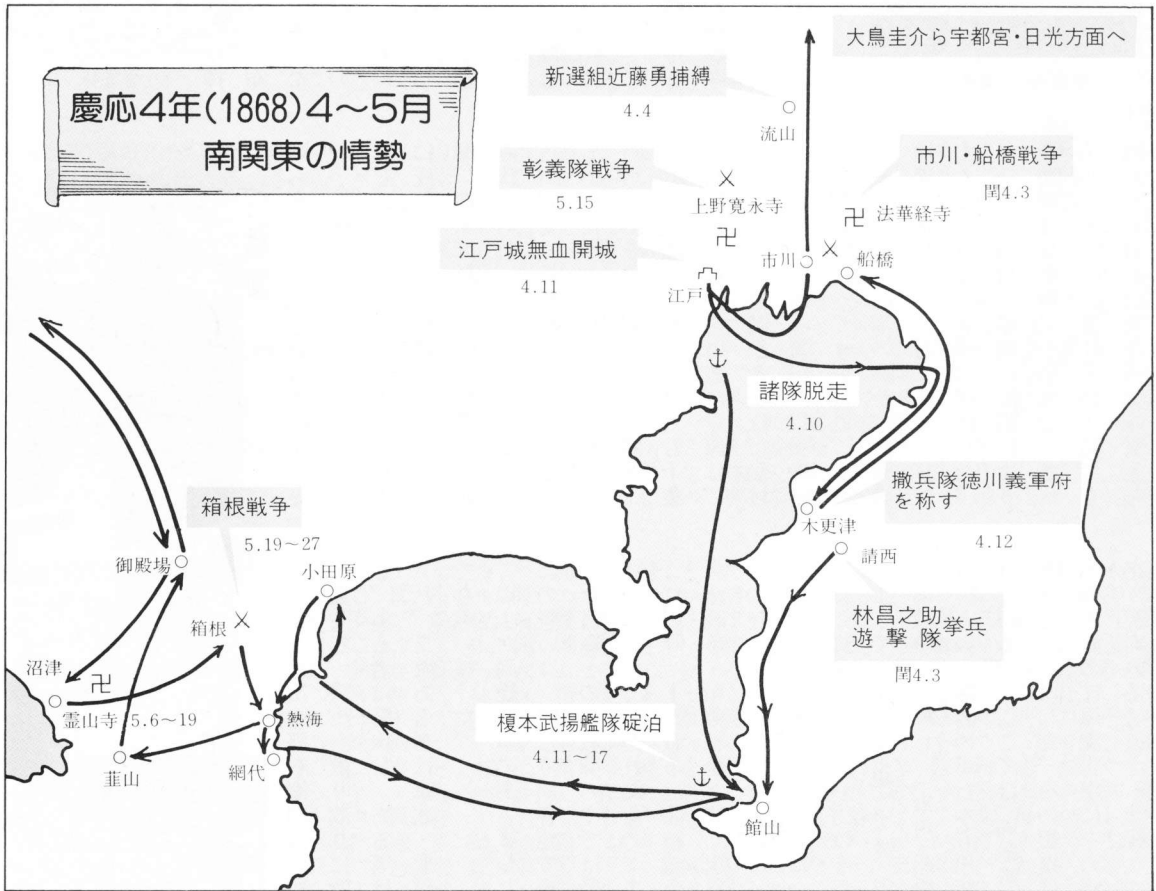 慶応4年(1868)4～5月
南関東の情勢
大鳥圭介ら宇都宮・日光方面へ
新選組近藤勇捕縛
4.4
流山
市川・船橋戦争
閏4.3
彰義隊戦争
5.15
上野寛永寺
法華経寺
江戸城無血開城
4.11
市川
船橋
江戸
諸隊脱走
4.10
撒兵隊徳川義軍府
を称す
4.12
木更津
請西
林昌之助
遊撃隊
挙兵
閏4.3
箱根戦争
5.19～27
御殿場
小田原
箱根
沼津
霊山寺 5.6～19
熱海
韮山
網代
榎本武揚艦隊碇泊
4.11～17
館山